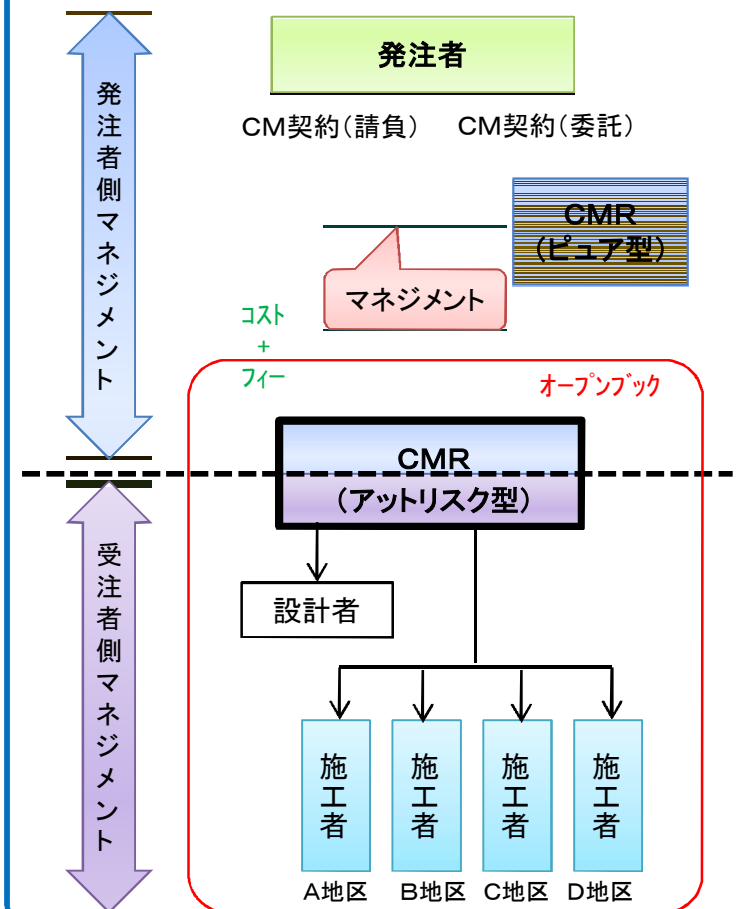 発注者
CM契約(請負) CM契約(委託)
発注者側マネジメント
CMR
(ピュア型)
マネジメント
コスト
+
フィー
オープンブック
CMR
(アットリスク型)
設計者
受注者側マネジメント
施工者
施工者
施工者
施工者
A地区 B地区 C地区 D地区